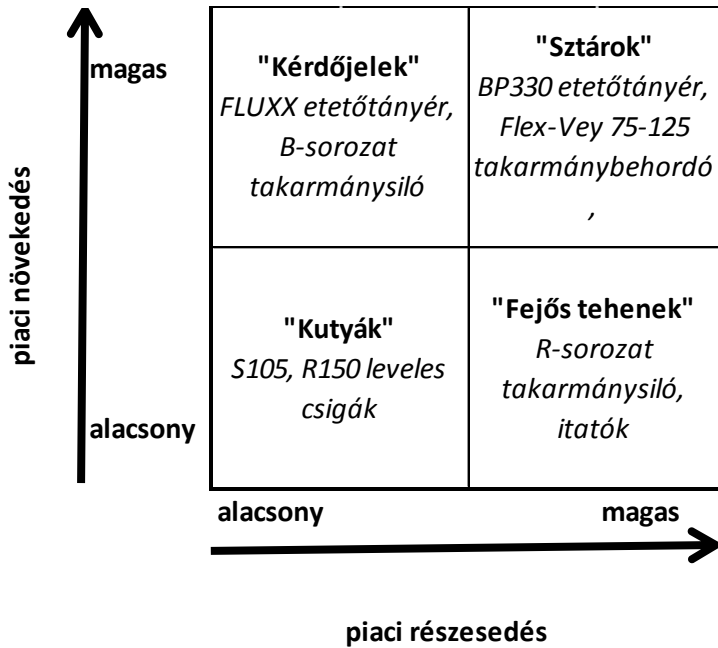 magas
"Kérdőjelek"
FLUXX etetőtányér,
B-sorozat
takarmánysiló
"Sztárok"
BP330 etetőtányér,
Flex-Vey 75-125
takarmánybehordó
,
piaci növekedés
"Kutyák"
S105, R150 leveles
csigák
"Fejős tehenek"
R-sorozat
takarmánysiló,
itatók
alacsony
alacsony
magas
piaci részesedés